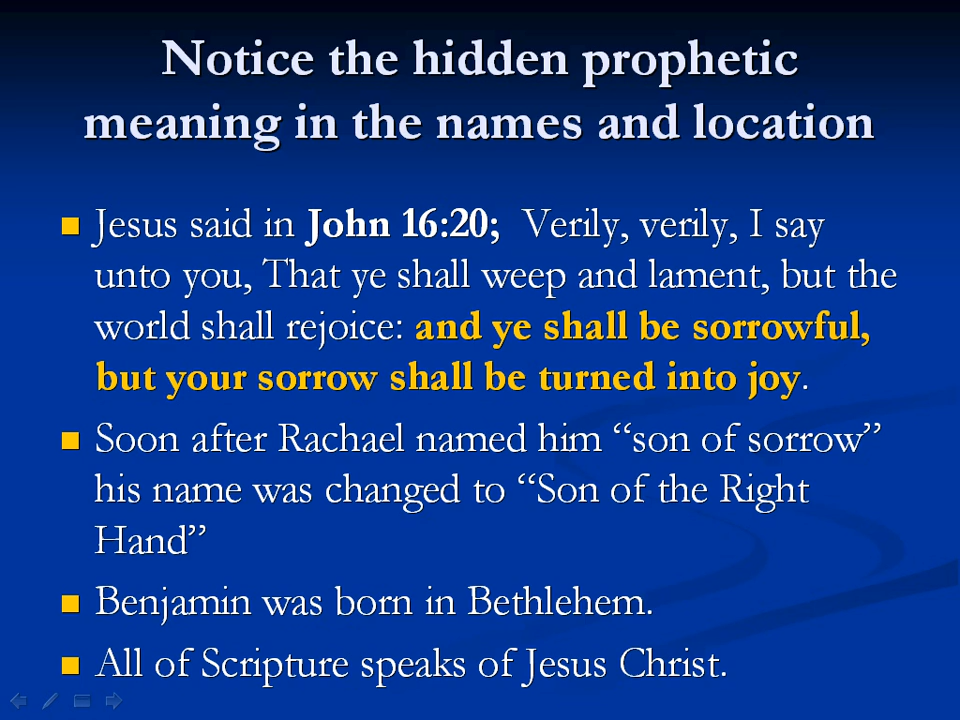 Notice the hidden prophetic
meaning in the names and location
Jesus said in John 16:20;  Verily, verily, I say
unto you, That ye shall weep and lament, but the
world shall rejoice: and ye shall be sorrowful,
but your sorrow shall be turned into joy.
Soon after Rachael named him “son of sorrow”
his name was changed to “Son of the Right
Hand”
Benjamin was born in Bethlehem.
All of Scripture speaks of Jesus Christ.